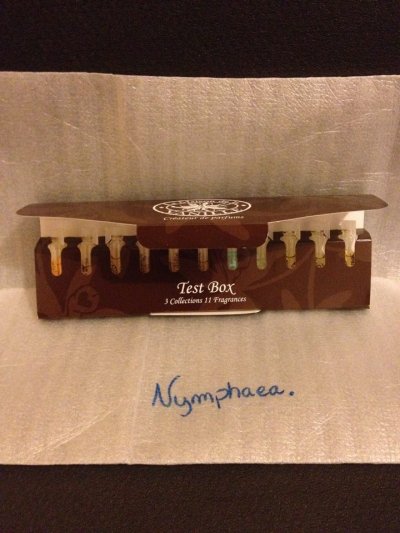 Créateur de parfums
Test Box
3 Collections 11 Fragrances
Nymphaea.